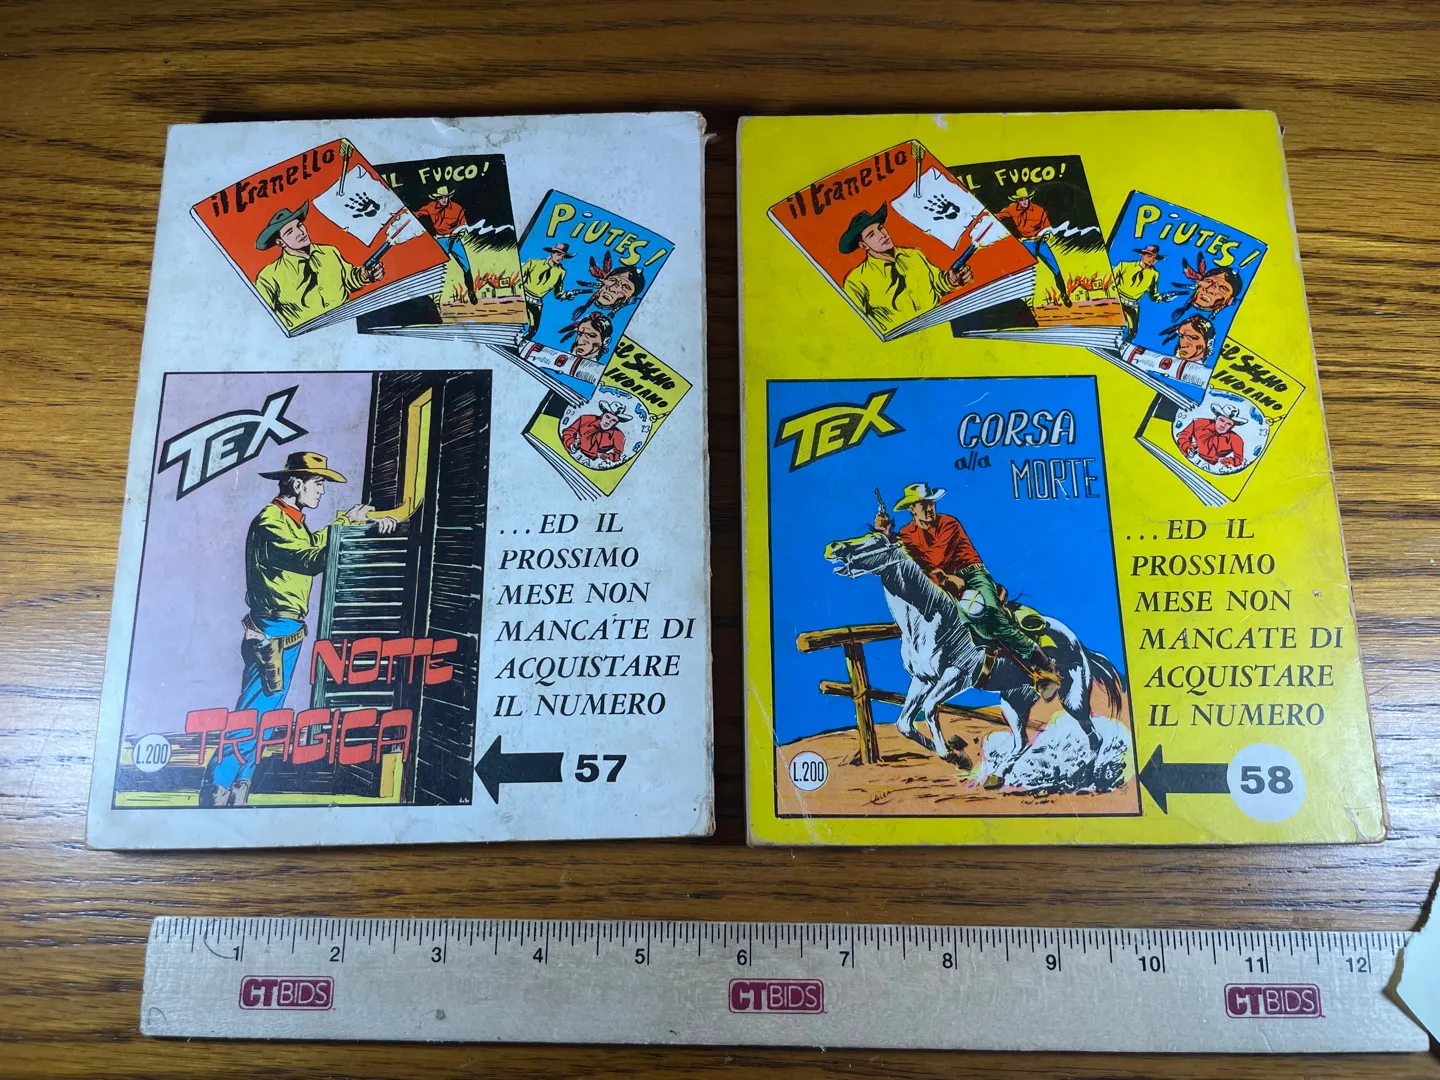 il tranello
IL FUOCO!
PIUTES!
il SEGNO
INDIANO
TEX
NOTTE
TRAGICA
L.200
...ED IL
PROSSIMO
MESE NON
MANCATE DI
ACQUISTARE
IL NUMERO
57
il tranello
IL FUOCO!
PIUTES!
il SEGNO
INDIANO
TEX
CORSA
alla
MORTE
L.200
...ED IL
PROSSIMO
MESE NON
MANCATE DI
ACQUISTARE
IL NUMERO
58
1 2 3 4 5 6 7 8 9 10 11 12
CTBIDS CTBIDS CTBIDS